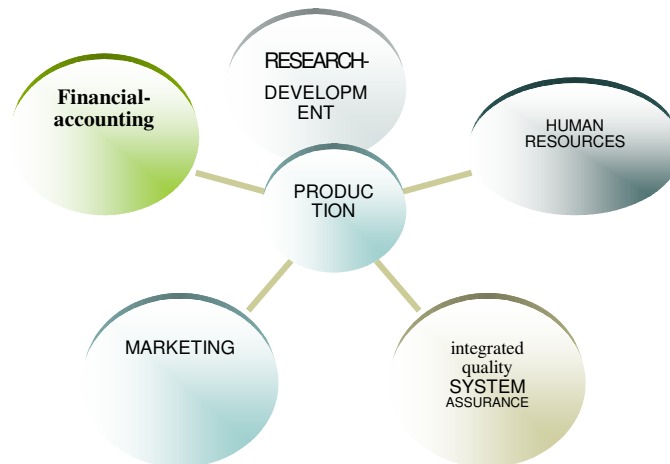 RESEARCH-
DEVELOPM
ENT
Financial-
accounting
HUMAN
RESOURCES
PRODUC
TION
MARKETING
integrated
quality
SYSTEM
ASSURANCE